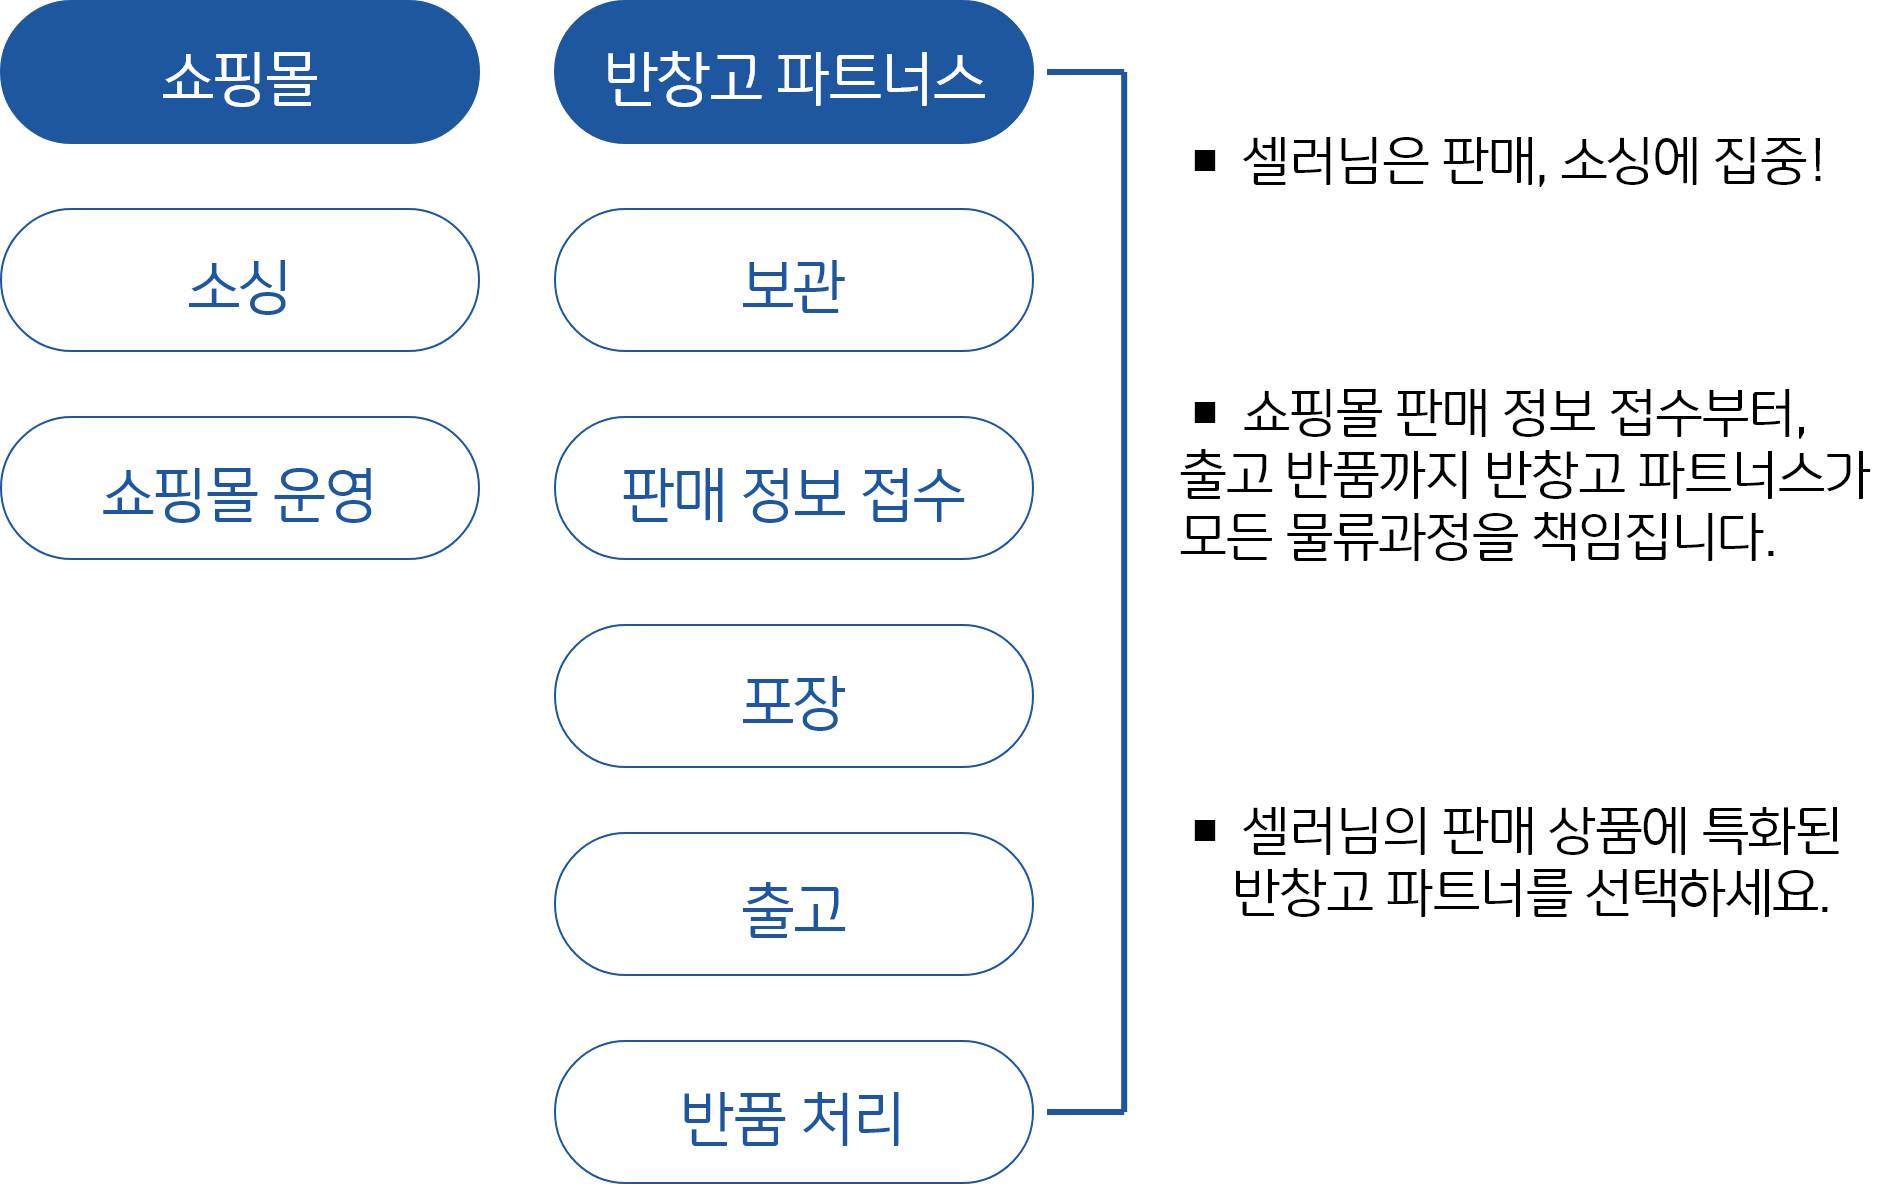 쇼핑몰
소싱
쇼핑몰 운영
반창고 파트너스
보관
판매 정보 접수
포장
출고
반품 처리
■ 셀러님은 판매, 소싱에 집중!
■ 쇼핑몰 판매 정보 접수부터,
출고 반품까지 반창고 파트너스가
모든 물류과정을 책임집니다.
■ 셀러님의 판매 상품에 특화된
반창고 파트너를 선택하세요.